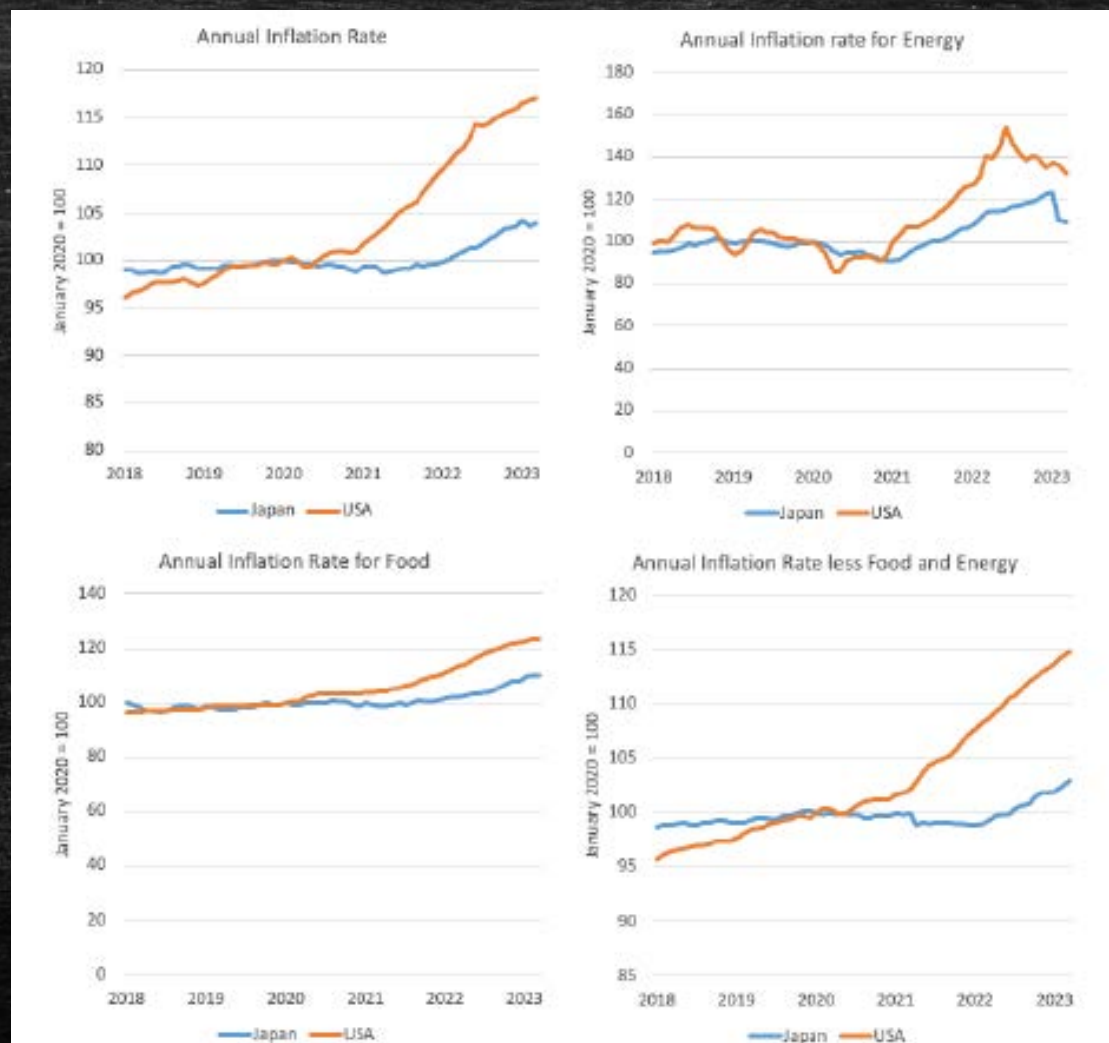 Annual Inflation Rate
120
115
110
105
100
95
90
85
80
January 2020 = 100
2018 2019 2020 2021 2022 2023
Japan USA
Annual Inflation rate for Energy
180
160
140
120
100
80
60
40
20
0
January 2020 = 100
2018 2019 2020 2021 2022 2023
Japan USA
Annual Inflation Rate for Food
140
120
100
80
60
40
20
0
January 2020 = 100
2018 2019 2020 2021 2022 2023
Japan USA
Annual Inflation Rate less Food and Energy
120
115
110
105
100
95
90
85
January 2020 = 100
2018 2019 2020 2021 2022 2023
Japan USA